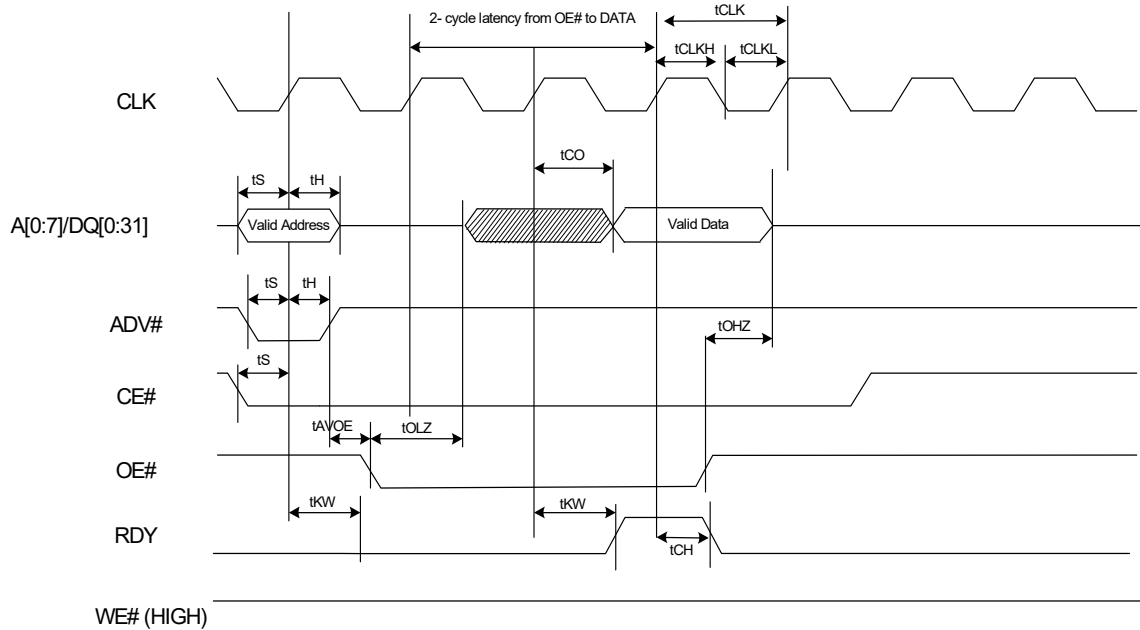 2- cycle latency from OE# to DATA
tCLK
tCLKH
tCLKL
CLK
tCO
tS
tH
A[0:7]/DQ[0:31]
Valid Address
Valid Data
tS
tH
ADV#
tOHZ
tS
CE#
tAVOE
tOLZ
OE#
tKW
tKW
RDY
tCH
WE# (HIGH)